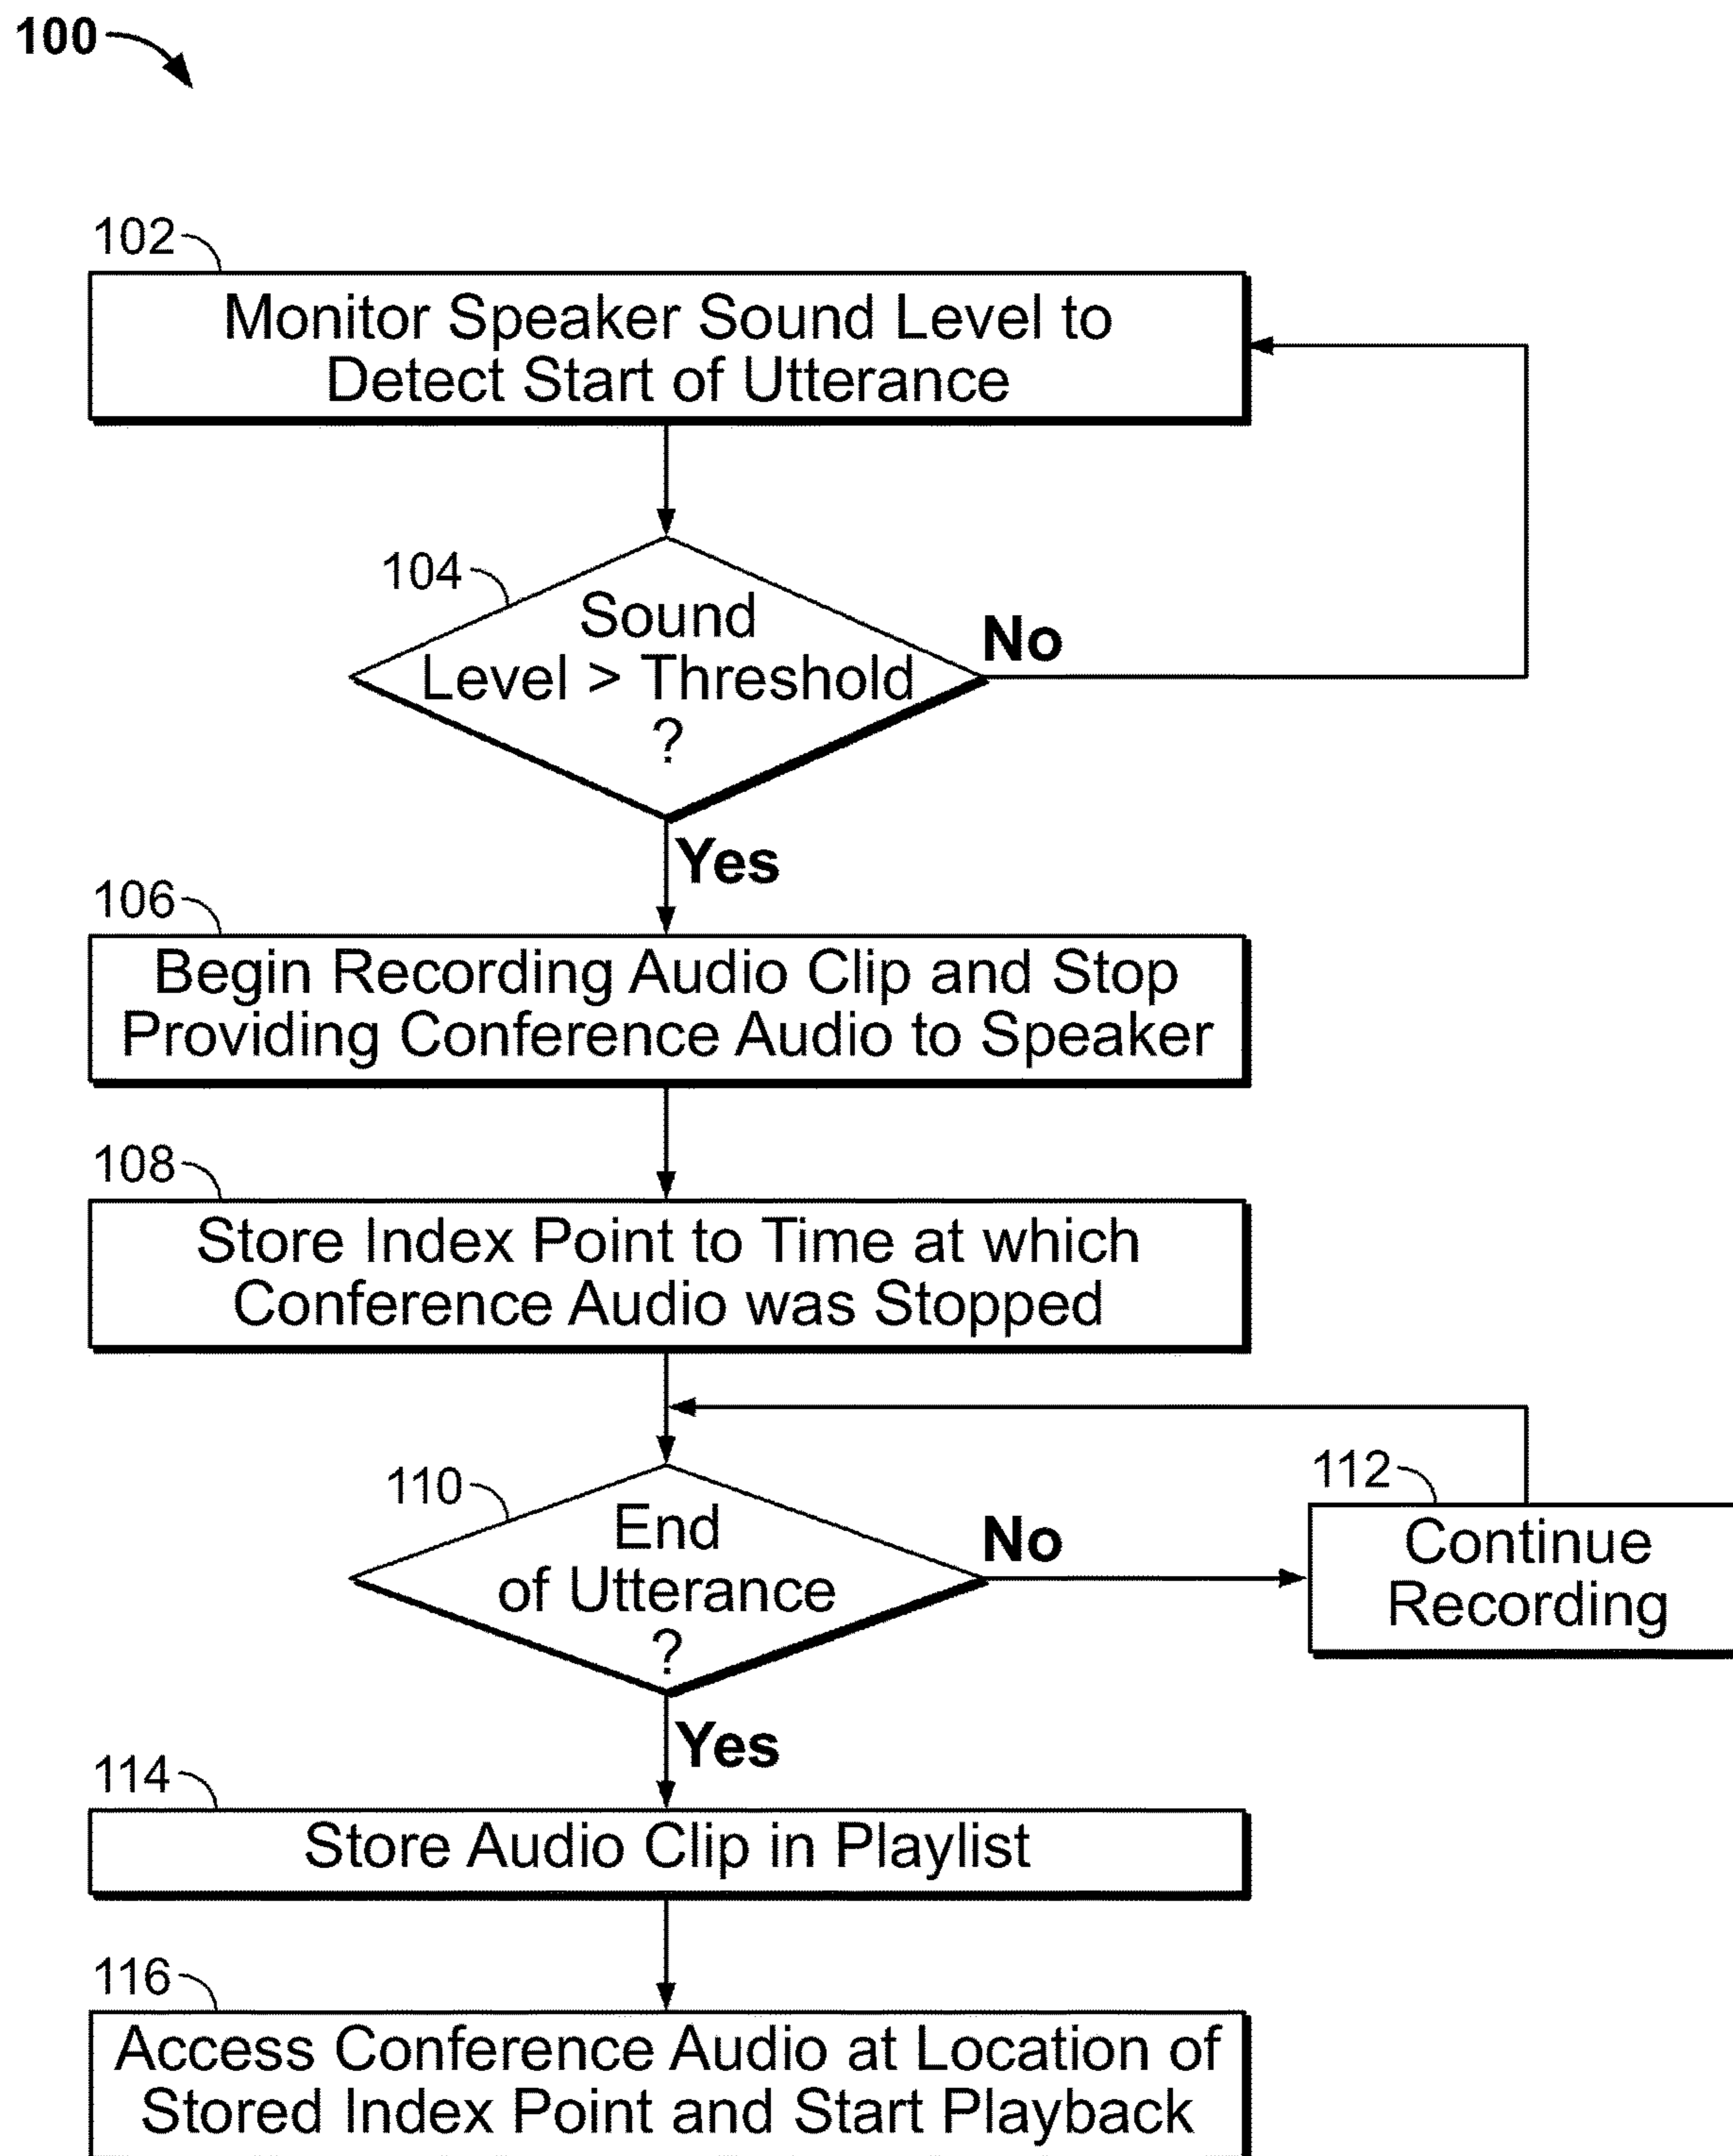 100
102
Monitor Speaker Sound Level to
Detect Start of Utterance
104
Sound
Level > Threshold
?
No
Yes
106
Begin Recording Audio Clip and Stop
Providing Conference Audio to Speaker
108
Store Index Point to Time at which
Conference Audio was Stopped
110
End
of Utterance
?
No
112
Continue
Recording
Yes
114
Store Audio Clip in Playlist
116
Access Conference Audio at Location of
Stored Index Point and Start Playback